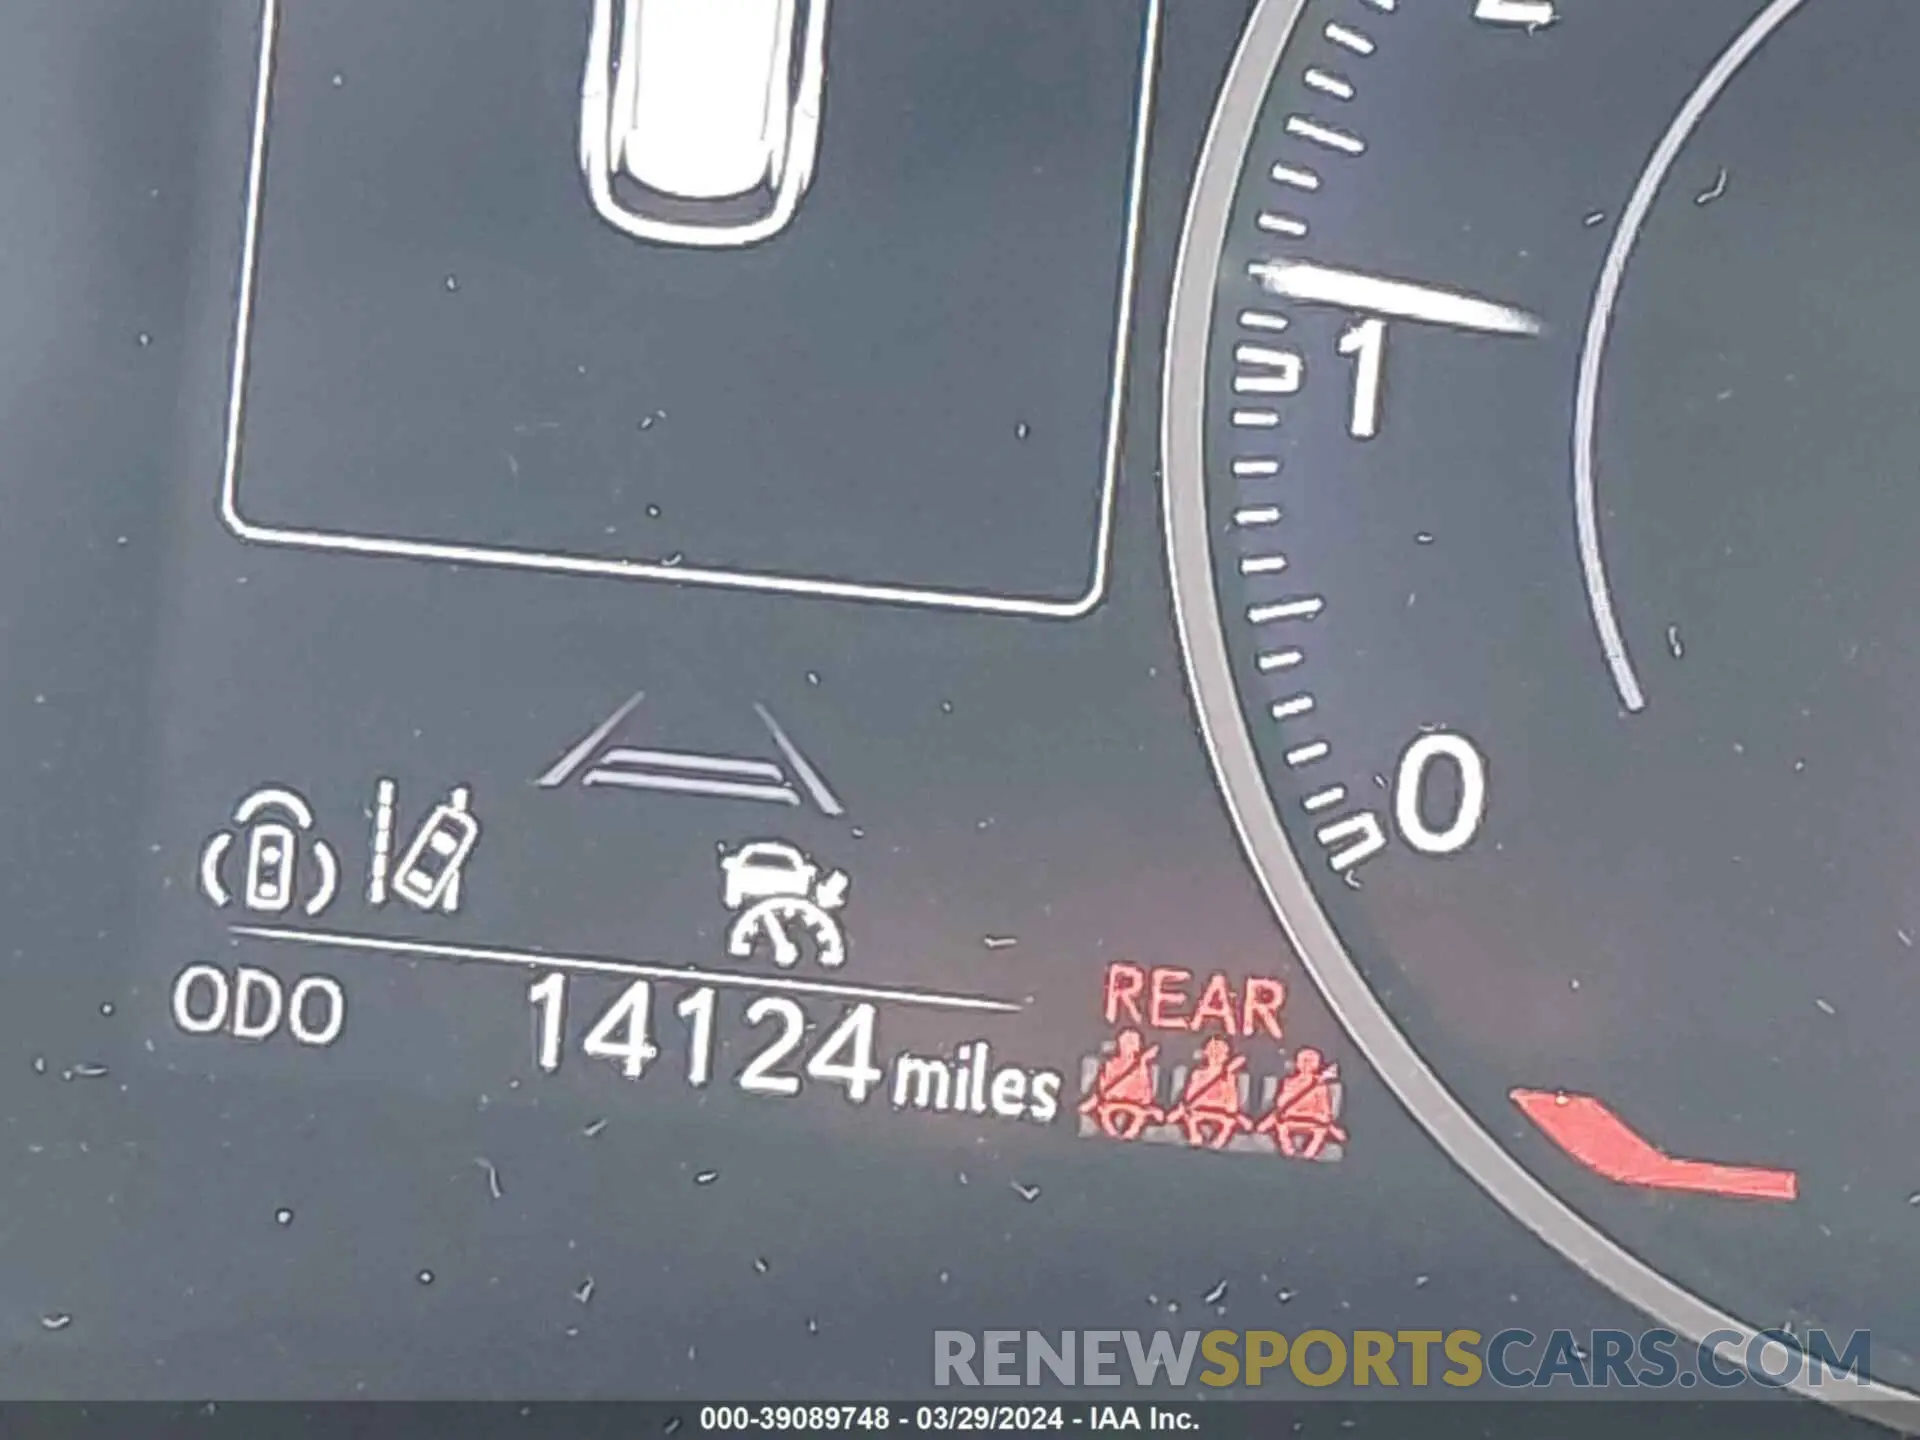 1
0
ODO 14124 miles
REAR
RENEWSPORTSCARS.COM
000-39089748 - 03/29/2024 - IAA Inc.